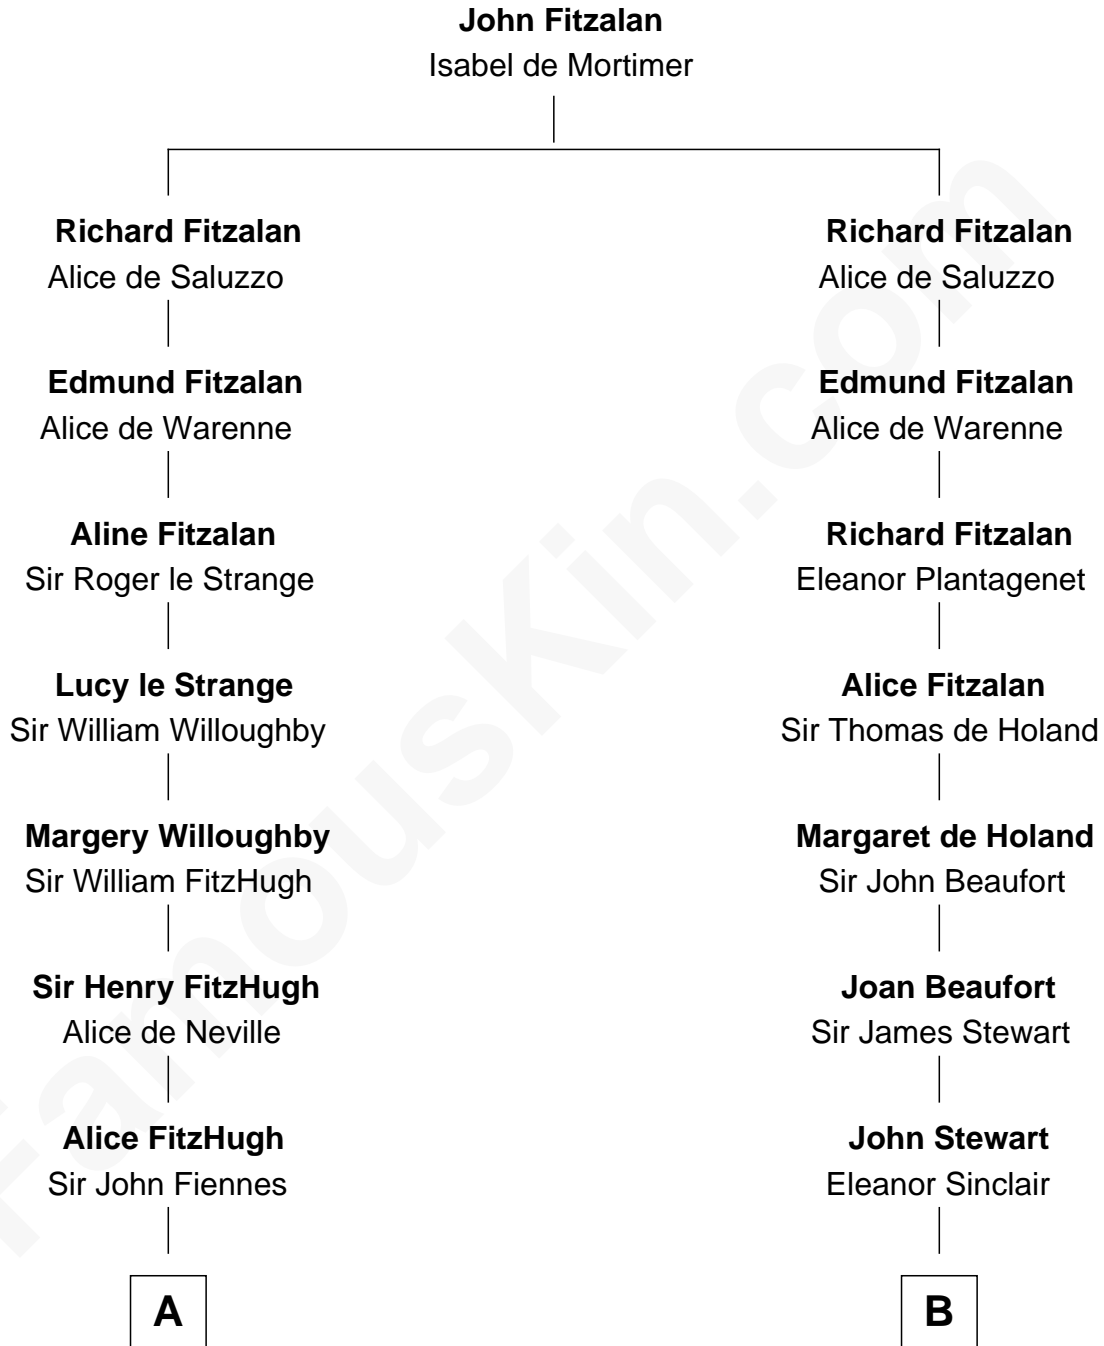 John Fitzalan
Isabel de Mortimer
Richard Fitzalan
Alice de Saluzzo
Richard Fitzalan
Alice de Saluzzo
Edmund Fitzalan
Alice de Warenne
Edmund Fitzalan
Alice de Warenne
Aline Fitzalan
Sir Roger le Strange
Richard Fitzalan
Eleanor Plantagenet
Lucy le Strange
Sir William Willoughby
Alice Fitzalan
Sir Thomas de Holand
Margery Willoughby
Sir William FitzHugh
Margaret de Holand
Sir John Beaufort
Sir Henry FitzHugh
Alice de Neville
Joan Beaufort
Sir James Stewart
Alice FitzHugh
Sir John Fiennes
John Stewart
Eleanor Sinclair
A
B
FamousKin.com